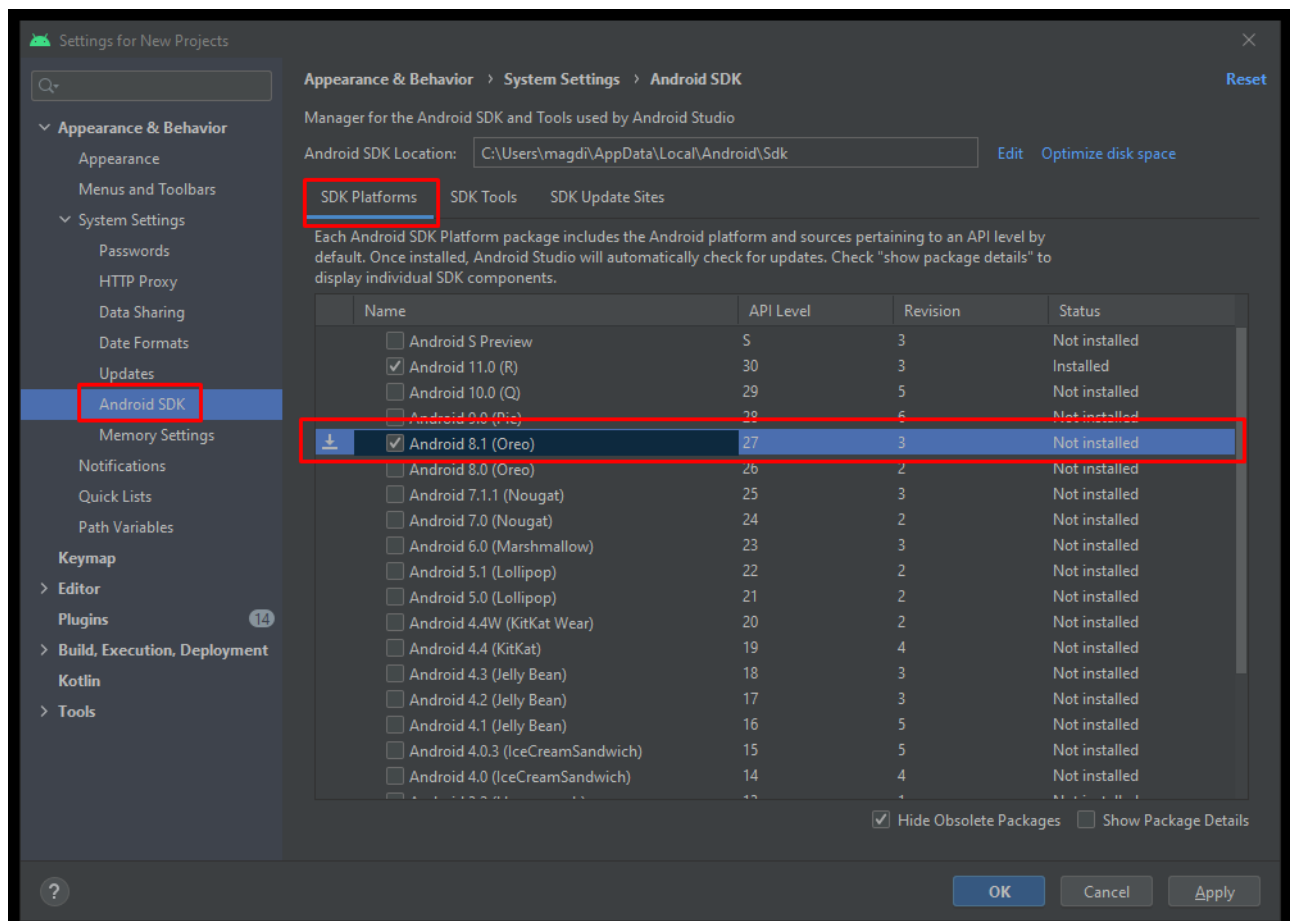 Settings for New Projects
Appearance & Behavior › System Settings › Android SDK
Reset
Manager for the Android SDK and Tools used by Android Studio
Android SDK Location: C:\Users\magdi\AppData\Local\Android\Sdk Edit Optimize disk space
Appearance & Behavior
Appearance
Menus and Toolbars
System Settings
Passwords
HTTP Proxy
Data Sharing
Date Formats
Updates
Android SDK
Memory Settings
Notifications
Quick Lists
Path Variables
Keymap
Editor
Plugins 14
Build, Execution, Deployment
Kotlin
Tools
SDK Platforms SDK Tools SDK Update Sites
Each Android SDK Platform package includes the Android platform and sources pertaining to an API level by
default. Once installed, Android Studio will automatically check for updates. Check "show package details" to
display individual SDK components.
Name API Level Revision Status
Android S Preview S 3 Not installed
Android 11.0 (R) 30 3 Installed
Android 10.0 (Q) 29 5 Not installed
Android 9.0 (Pie) 28 6 Not installed
Android 8.1 (Oreo) 27 3 Not installed
Android 8.0 (Oreo) 26 2 Not installed
Android 7.1.1 (Nougat) 25 3 Not installed
Android 7.0 (Nougat) 24 2 Not installed
Android 6.0 (Marshmallow) 23 3 Not installed
Android 5.1 (Lollipop) 22 2 Not installed
Android 5.0 (Lollipop) 21 2 Not installed
Android 4.4W (KitKat Wear) 20 2 Not installed
Android 4.4 (KitKat) 19 4 Not installed
Android 4.3 (Jelly Bean) 18 3 Not installed
Android 4.2 (Jelly Bean) 17 3 Not installed
Android 4.1 (Jelly Bean) 16 5 Not installed
Android 4.0.3 (IceCreamSandwich) 15 5 Not installed
Android 4.0 (IceCreamSandwich) 14 4 Not installed
Hide Obsolete Packages Show Package Details
? OK Cancel Apply